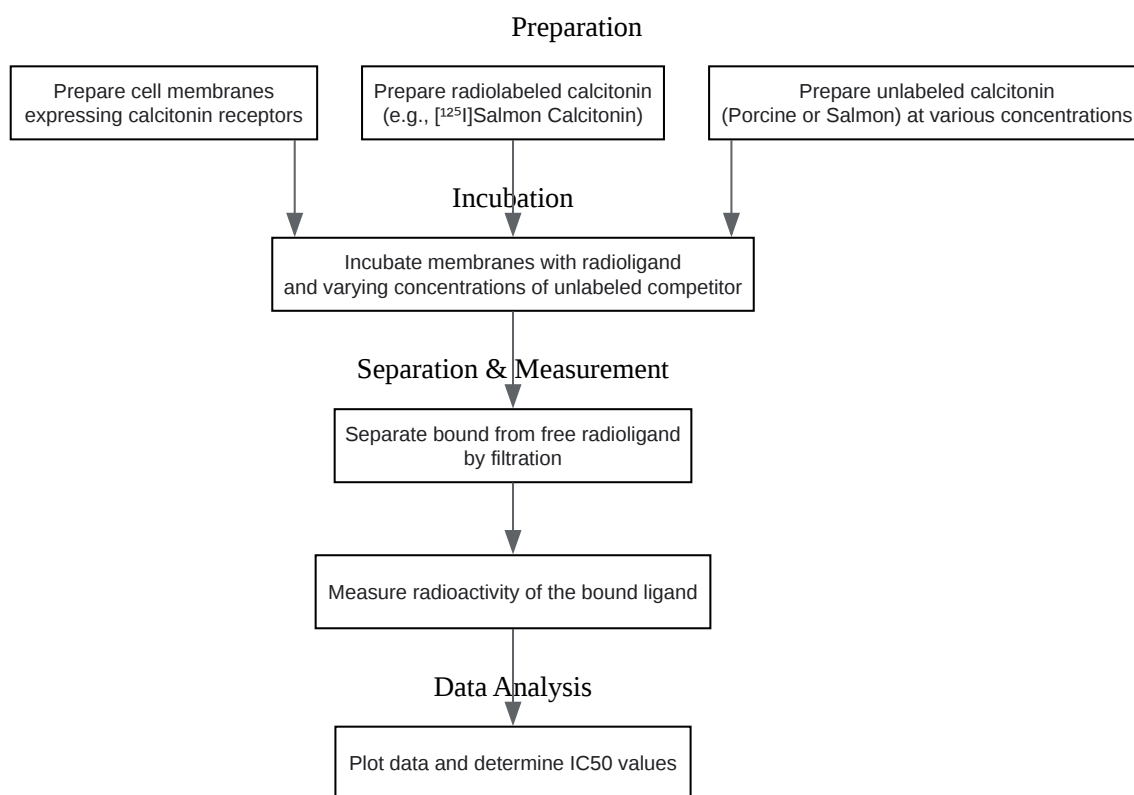 Preparation
Prepare cell membranes
expressing calcitonin receptors
Prepare radiolabeled calcitonin
(e.g., [¹²⁵I]Salmon Calcitonin)
Prepare unlabeled calcitonin
(Porcine or Salmon) at various concentrations
Incubation
Incubate membranes with radioligand
and varying concentrations of unlabeled competitor
Separation & Measurement
Separate bound from free radioligand
by filtration
Measure radioactivity of the bound ligand
Data Analysis
Plot data and determine IC50 values